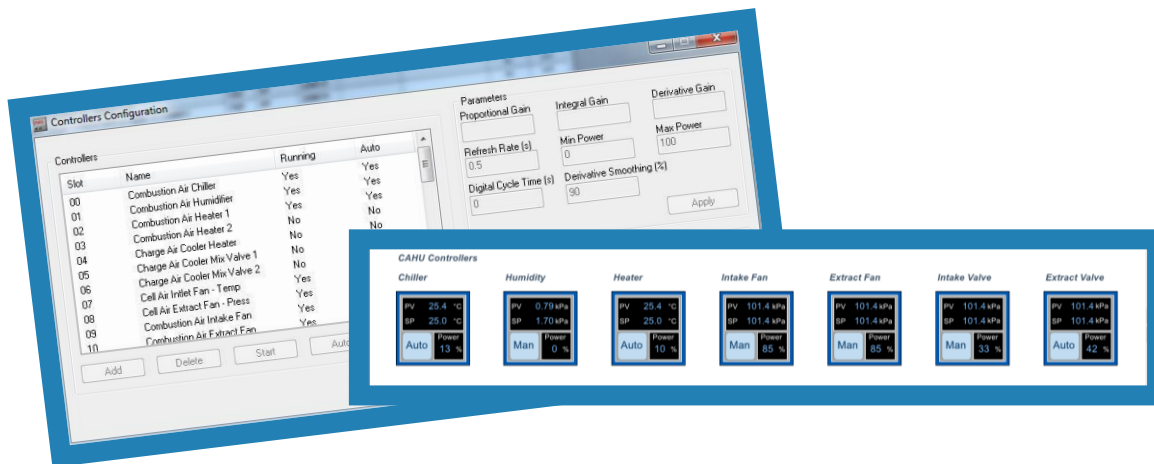 Controllers Configuration
Controllers
Slot Name Running Auto
00 Combustion Air Chiller Yes Yes
01 Combustion Air Humidifier Yes Yes
02 Combustion Air Heater 1 Yes Yes
03 Combustion Air Heater 2 No No
04 Charge Air Cooler Heater No No
05 Charge Air Cooler Mix Valve 1 No
06 Charge Air Cooler Mix Valve 2 No
07 Cell Air Intlet Fan - Temp Yes
08 Cell Air Extract Fan - Press Yes
09 Combustion Air Intake Fan Yes
10 Combustion Air Extract Fan Yes
Add Delete Start
Parameters
Proportional Gain Integral Gain Derivative Gain
Refresh Rate (s) Min Power Max Power
0.5 0 100
Digital Cycle Time (s) Derivative Smoothing (%)
0 90
Apply
CAHU Controllers
Chiller Humidity Heater Intake Fan Extract Fan Intake Valve Extract Valve
PV 25.4 °C PV 0.79 kPa PV 25.4 °C PV 101.4 kPa PV 101.4 kPa PV 101.4 kPa PV 101.4 kPa
SP 25.0 °C SP 1.70 kPa SP 25.0 °C SP 101.4 kPa SP 101.4 kPa SP 101.4 kPa SP 101.4 kPa
Auto Power Man Power Auto Power Man Power Man Power Man Power Auto Power
13 % 0 % 10 % 85 % 85 % 33 % 42 %